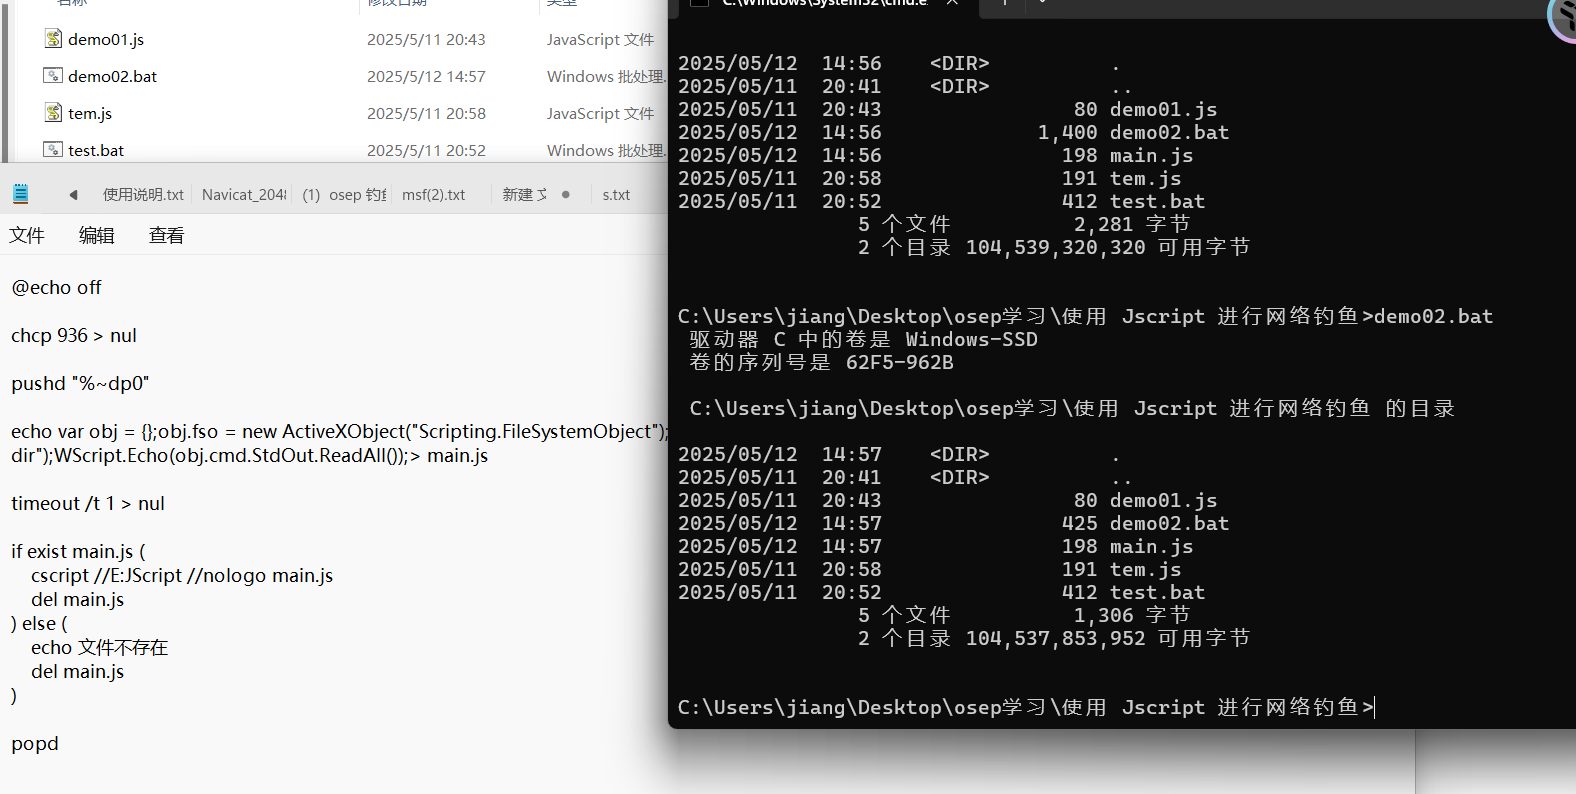 名称 修改日期 类型
demo01.js 2025/5/11 20:43 JavaScript 文件
demo02.bat 2025/5/12 14:57 Windows 批处理
tem.js 2025/5/11 20:58 JavaScript 文件
test.bat 2025/5/11 20:52 Windows 批处理
使用说明.txt Navicat_204 (1) osep 钓 msf(2).txt 新建 文 s.txt
文件 编辑 查看
@echo off
chcp 936 > nul
pushd "%~dp0"
echo var obj = {};obj.fso = new ActiveXObject("Scripting.FileSystemObject");
dir");WScript.Echo(obj.cmd.StdOut.ReadAll());> main.js
timeout /t 1 > nul
if exist main.js (
cscript //E:JScript //nologo main.js
del main.js
) else (
echo 文件不存在
del main.js
)
popd
C:\Windows\System32\cmd.e
2025/05/12 14:56 <DIR> .
2025/05/11 20:41 <DIR> ..
2025/05/11 20:43 80 demo01.js
2025/05/12 14:56 1,400 demo02.bat
2025/05/12 14:56 198 main.js
2025/05/11 20:58 191 tem.js
2025/05/11 20:52 412 test.bat
5 个文件 2,281 字节
2 个目录 104,539,320,320 可用字节
C:\Users\jiang\Desktop\osep学习\使用 Jscript 进行网络钓鱼>demo02.bat
驱动器 C 中的卷是 Windows-SSD
卷的序列号是 62F5-962B
C:\Users\jiang\Desktop\osep学习\使用 Jscript 进行网络钓鱼 的目录
2025/05/12 14:57 <DIR> .
2025/05/11 20:41 <DIR> ..
2025/05/11 20:43 80 demo01.js
2025/05/12 14:57 425 demo02.bat
2025/05/12 14:57 198 main.js
2025/05/11 20:58 191 tem.js
2025/05/11 20:52 412 test.bat
5 个文件 1,306 字节
2 个目录 104,537,853,952 可用字节
C:\Users\jiang\Desktop\osep学习\使用 Jscript 进行网络钓鱼>